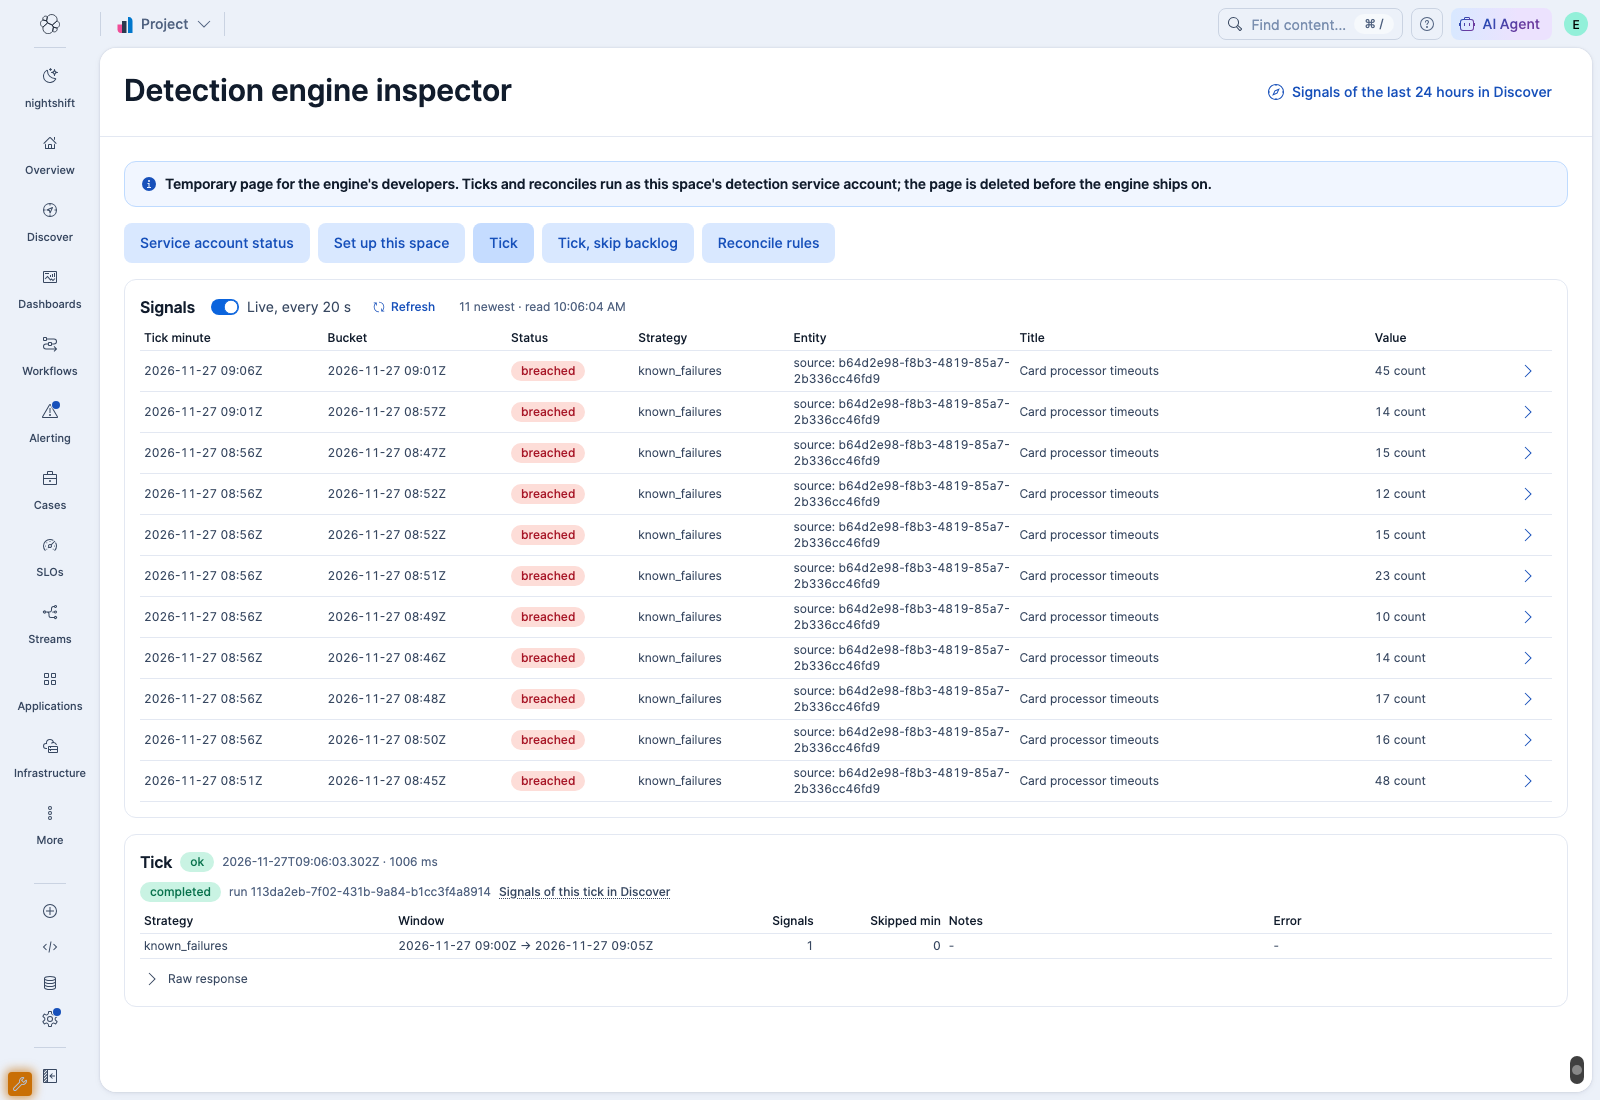 Project
Find content... ⌘ /
AI Agent
E
nightshift
Overview
Discover
Dashboards
Workflows
Alerting
Cases
SLOs
Streams
Applications
Infrastructure
More
Detection engine inspector
Signals of the last 24 hours in Discover
Temporary page for the engine's developers. Ticks and reconciles run as this space's detection service account; the page is deleted before the engine ships on.
Service account status
Set up this space
Tick
Tick, skip backlog
Reconcile rules
Signals Live, every 20 s Refresh 11 newest · read 10:06:04 AM
Tick minute Bucket Status Strategy Entity Title Value
2026-11-27 09:06Z 2026-11-27 09:01Z breached known_failures source: b64d2e98-f8b3-4819-85a7-2b336cc46fd9 Card processor timeouts 45 count
2026-11-27 09:01Z 2026-11-27 08:57Z breached known_failures source: b64d2e98-f8b3-4819-85a7-2b336cc46fd9 Card processor timeouts 14 count
2026-11-27 08:56Z 2026-11-27 08:47Z breached known_failures source: b64d2e98-f8b3-4819-85a7-2b336cc46fd9 Card processor timeouts 15 count
2026-11-27 08:56Z 2026-11-27 08:52Z breached known_failures source: b64d2e98-f8b3-4819-85a7-2b336cc46fd9 Card processor timeouts 12 count
2026-11-27 08:56Z 2026-11-27 08:52Z breached known_failures source: b64d2e98-f8b3-4819-85a7-2b336cc46fd9 Card processor timeouts 15 count
2026-11-27 08:56Z 2026-11-27 08:51Z breached known_failures source: b64d2e98-f8b3-4819-85a7-2b336cc46fd9 Card processor timeouts 23 count
2026-11-27 08:56Z 2026-11-27 08:49Z breached known_failures source: b64d2e98-f8b3-4819-85a7-2b336cc46fd9 Card processor timeouts 10 count
2026-11-27 08:56Z 2026-11-27 08:46Z breached known_failures source: b64d2e98-f8b3-4819-85a7-2b336cc46fd9 Card processor timeouts 14 count
2026-11-27 08:56Z 2026-11-27 08:48Z breached known_failures source: b64d2e98-f8b3-4819-85a7-2b336cc46fd9 Card processor timeouts 17 count
2026-11-27 08:56Z 2026-11-27 08:50Z breached known_failures source: b64d2e98-f8b3-4819-85a7-2b336cc46fd9 Card processor timeouts 16 count
2026-11-27 08:51Z 2026-11-27 08:45Z breached known_failures source: b64d2e98-f8b3-4819-85a7-2b336cc46fd9 Card processor timeouts 48 count
Tick ok 2026-11-27T09:06:03.302Z · 1006 ms
completed run 113da2eb-7f02-431b-9a84-b1cc3f4a8914 Signals of this tick in Discover
Strategy Window Signals Skipped min Notes Error
known_failures 2026-11-27 09:00Z → 2026-11-27 09:05Z 1 0 - -
Raw response